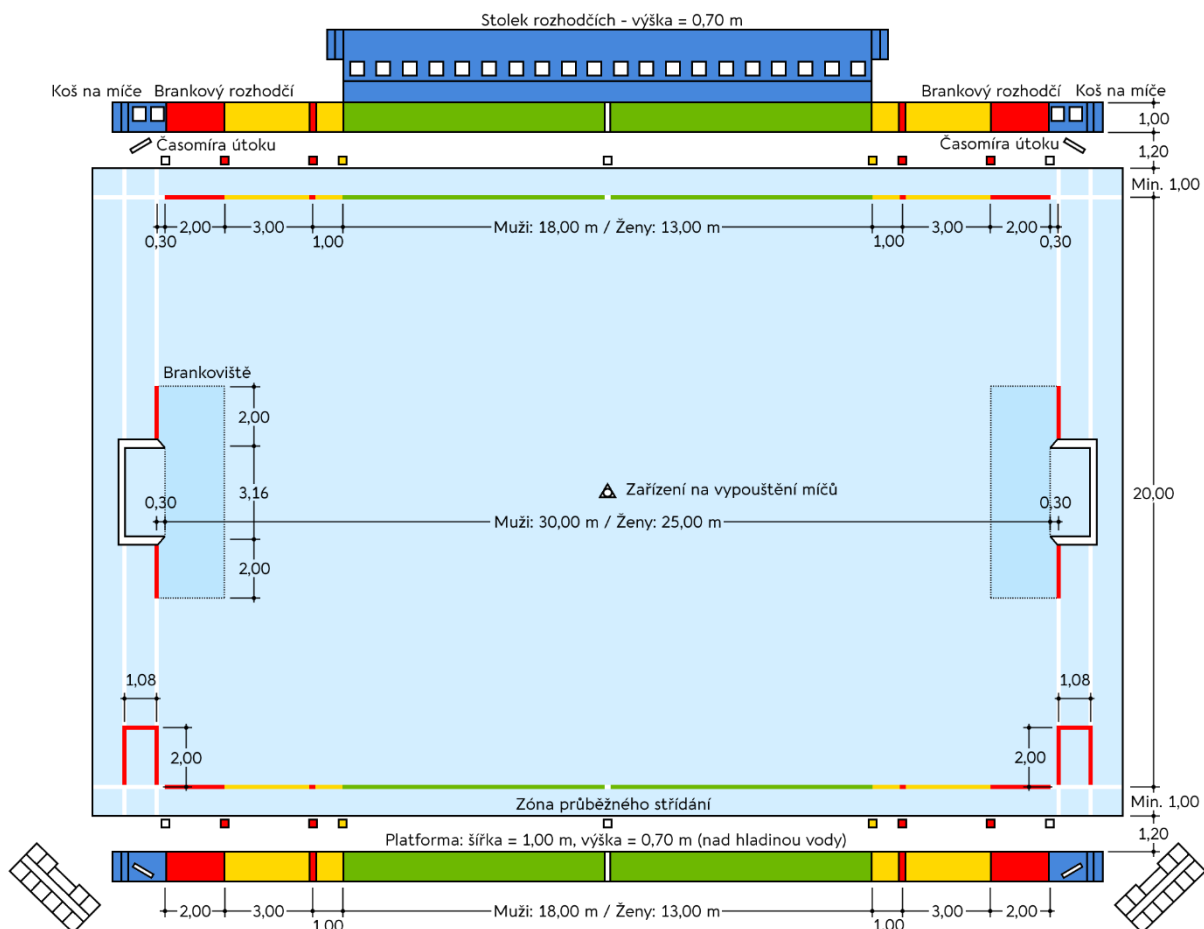 Stolek rozhodčích - výška = 0,70 m
Koš na míče Brankový rozhodčí Brankový rozhodčí Koš na míče
1,00
Časomíra útoku Časomíra útoku 1,20
Min. 1,00
2,00 3,00 Muži: 18,00 m / Ženy: 13,00 m 3,00 2,00
0,30 1,00 1,00 0,30
Brankoviště
2,00
3,16 Zařízení na vypouštění míčů 20,00
0,30 0,30
Muži: 30,00 m / Ženy: 25,00 m
2,00
1,08 1,08
2,00 2,00
Zóna průběžného střídání Min. 1,00
Platforma: šířka = 1,00 m, výška = 0,70 m (nad hladinou vody) 1,20
2,00 3,00 Muži: 18,00 m / Ženy: 13,00 m 3,00 2,00
1,00 1,00